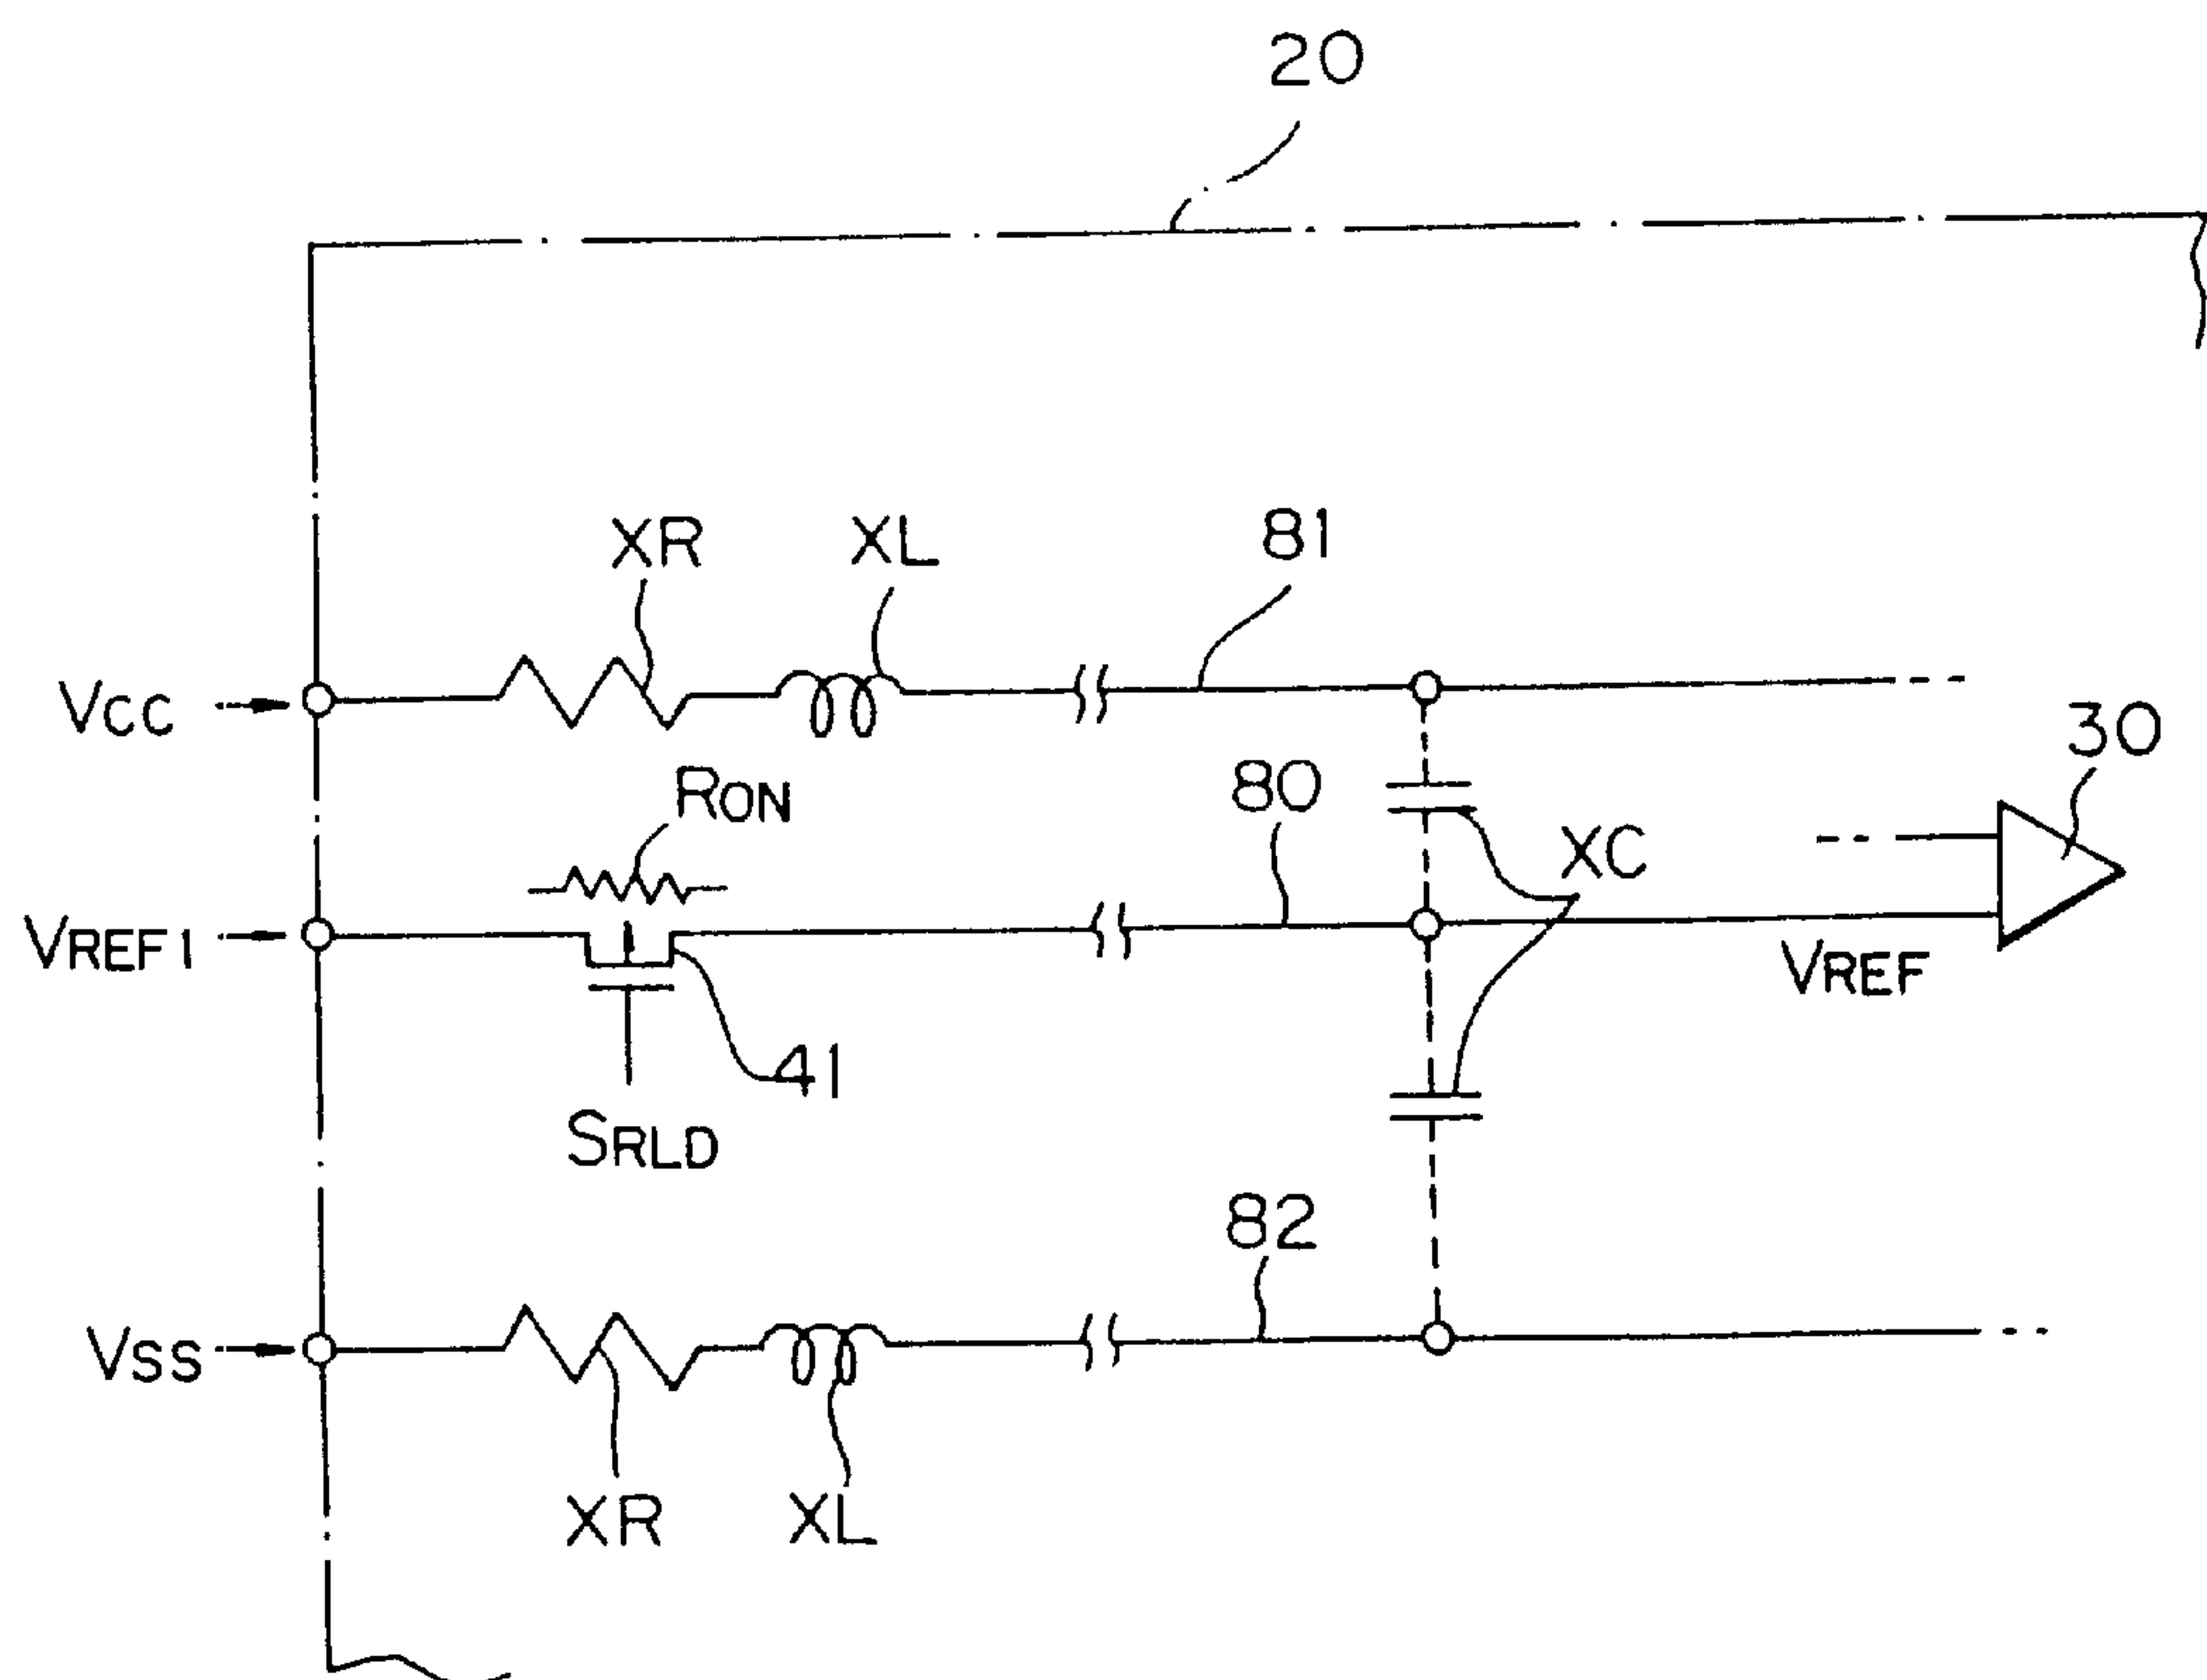 20
XR XL 81
VCC
30
RON 80
XC
VREF1
VREF
41
SRLD
82
VSS
XR XL